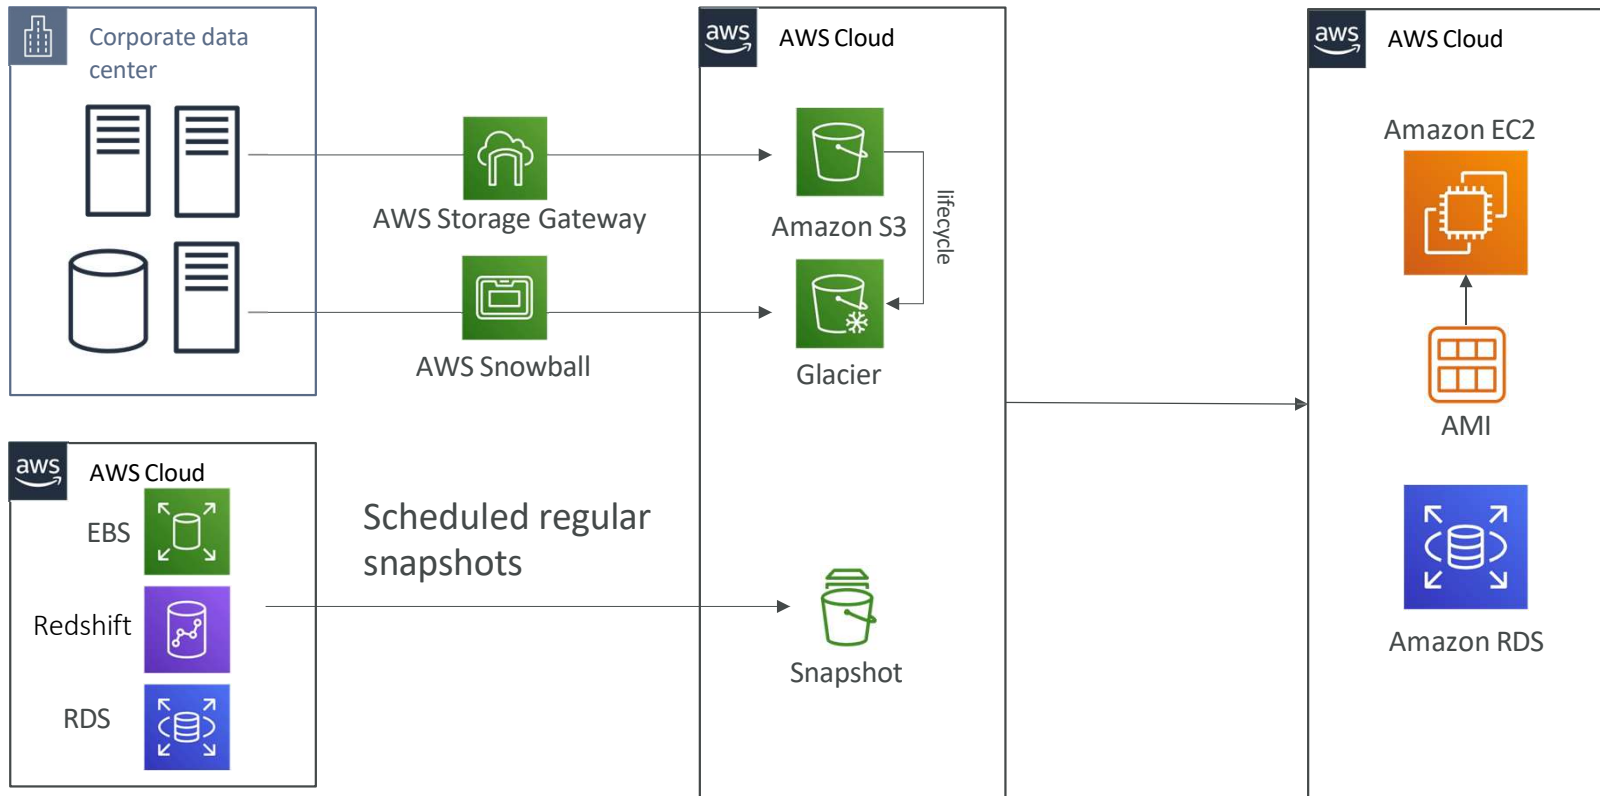 Corporate data
center
AWS Storage Gateway
AWS Snowball
aws
AWS Cloud
EBS
Redshift
RDS
Scheduled regular
snapshots
aws
AWS Cloud
Amazon S3
lifecycle
Glacier
Snapshot
aws
AWS Cloud
Amazon EC2
AMI
Amazon RDS